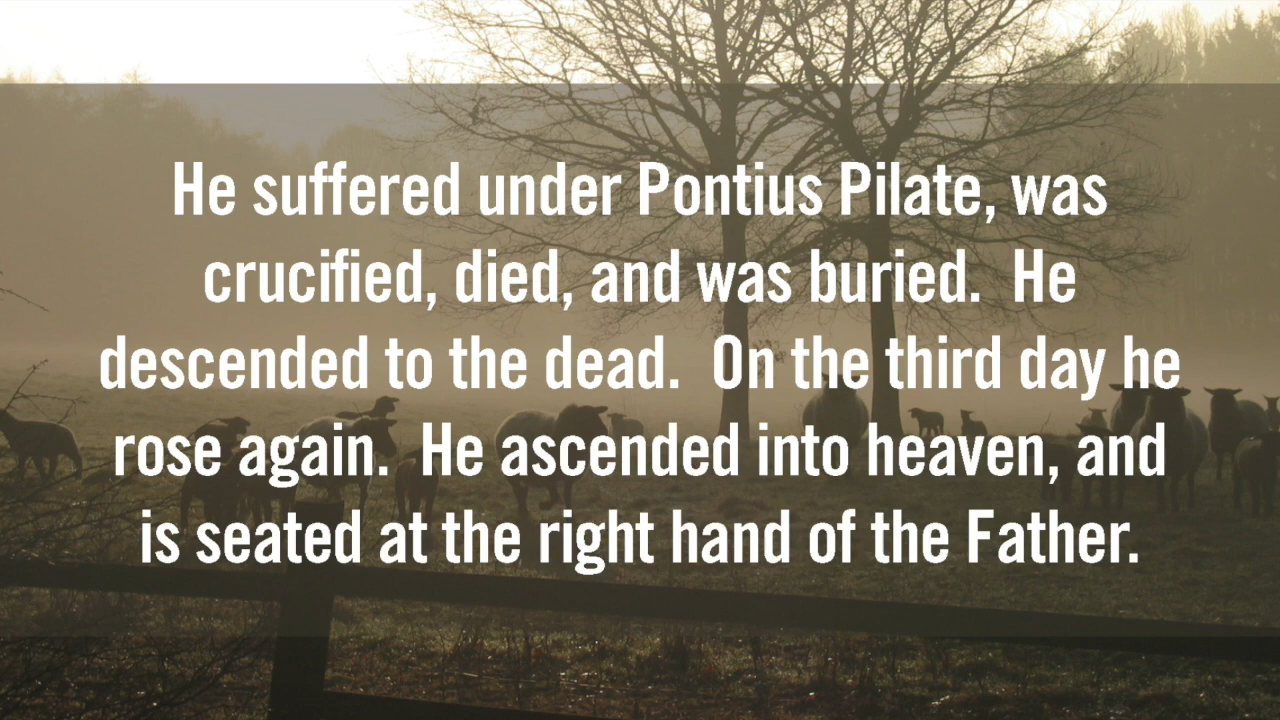 He suffered under Pontius Pilate, was
crucified, died, and was buried.  He
descended to the dead.  On the third day he
rose again.  He ascended into heaven, and
is seated at the right hand of the Father.